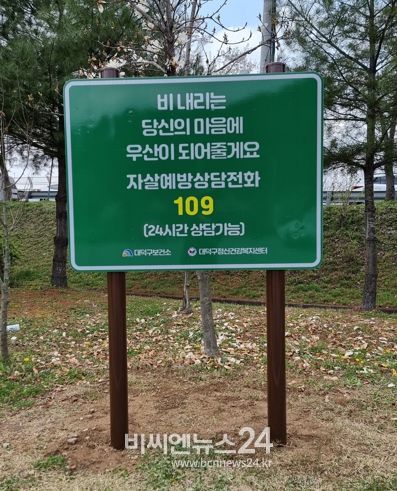 비 내리는
당신의 마음에
우산이 되어줄게요
자살예방상담전화
109
(24시간 상담가능)
대덕구보건소 대덕구정신건강복지센터
비씨엔뉴스24
www.bcnnews24.kr